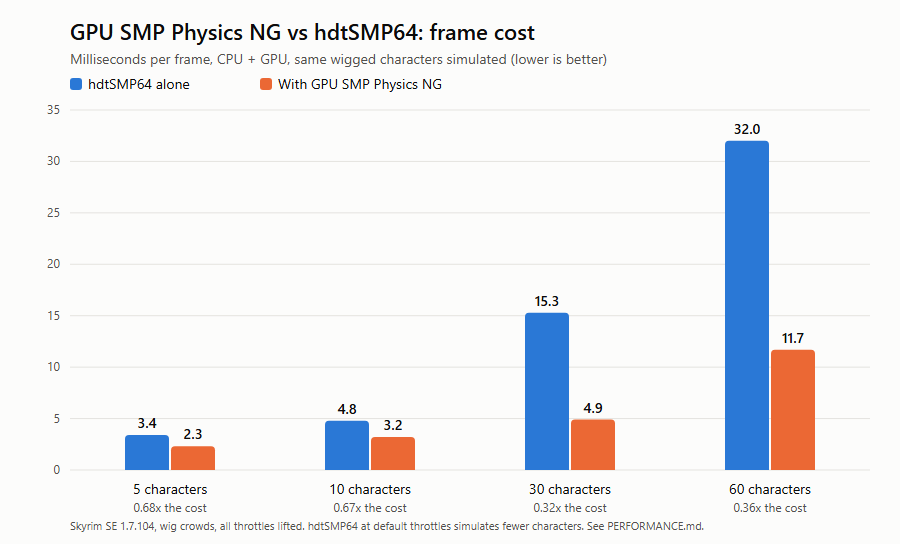 GPU SMP Physics NG vs hdtSMP64: frame cost
Milliseconds per frame, CPU + GPU, same wigged characters simulated (lower is better)
hdtSMP64 alone With GPU SMP Physics NG
35
30
25
20
15
10
5
0
3.4 2.3
4.8 3.2
15.3 4.9
32.0 11.7
5 characters 10 characters 30 characters 60 characters
0.68x the cost 0.67x the cost 0.32x the cost 0.36x the cost
Skyrim SE 1.7.104, wig crowds, all throttles lifted. hdtSMP64 at default throttles simulates fewer characters. See PERFORMANCE.md.